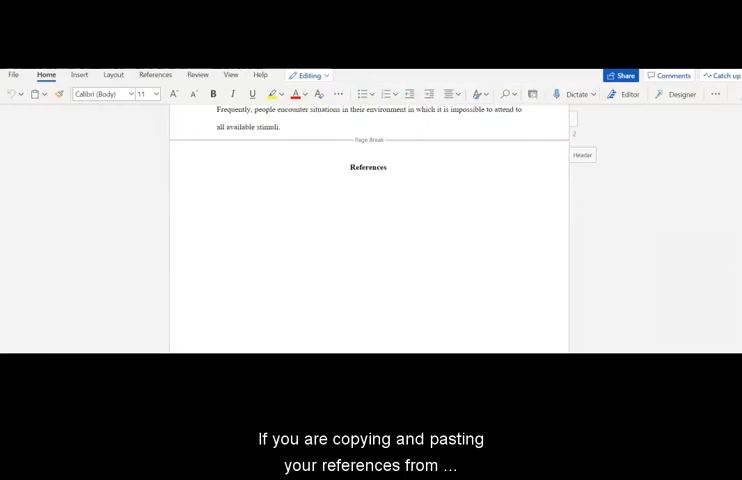 File Home Insert Layout References Review View Help Editing Share Comments Catch up
Calibri (Body) 11 A A B I U A A Dictate Editor Designer
Frequently, people encounter situations in their environment in which it is impossible to attend to
all available stimuli.
Page Break
2
Header
References
If you are copying and pasting
your references from ...